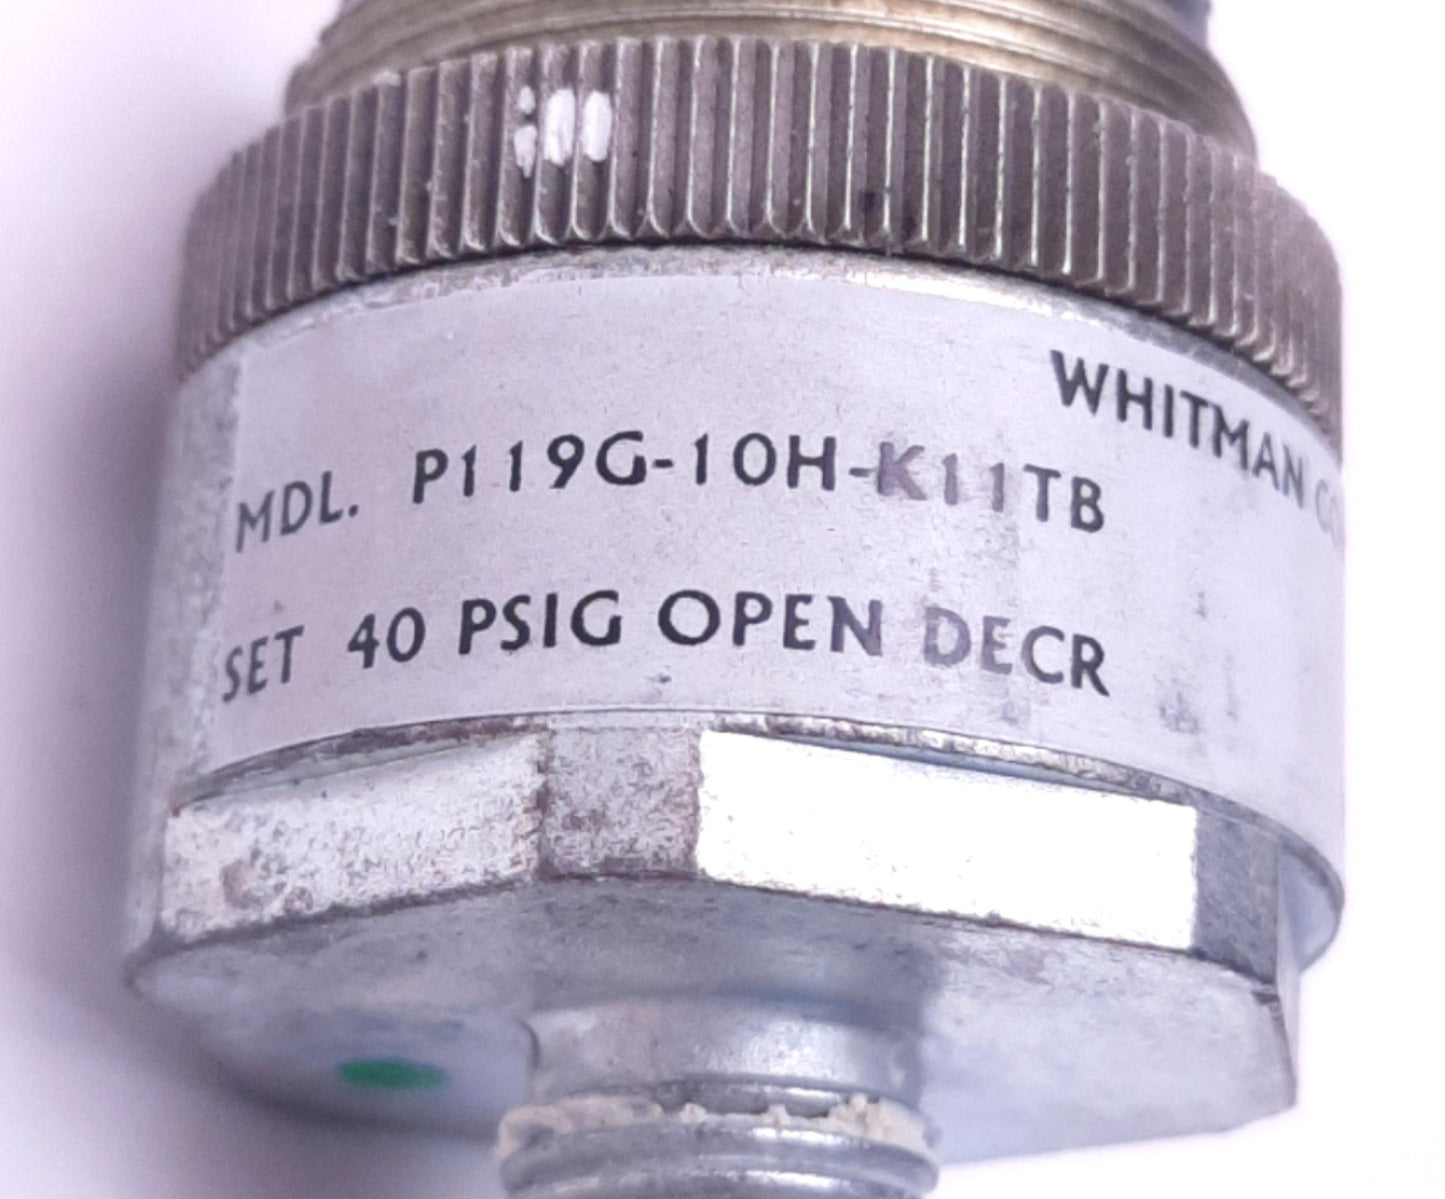 WHITMAN
MDL. P119G-10H-K11TB
SET 40 PSIG OPEN DECR